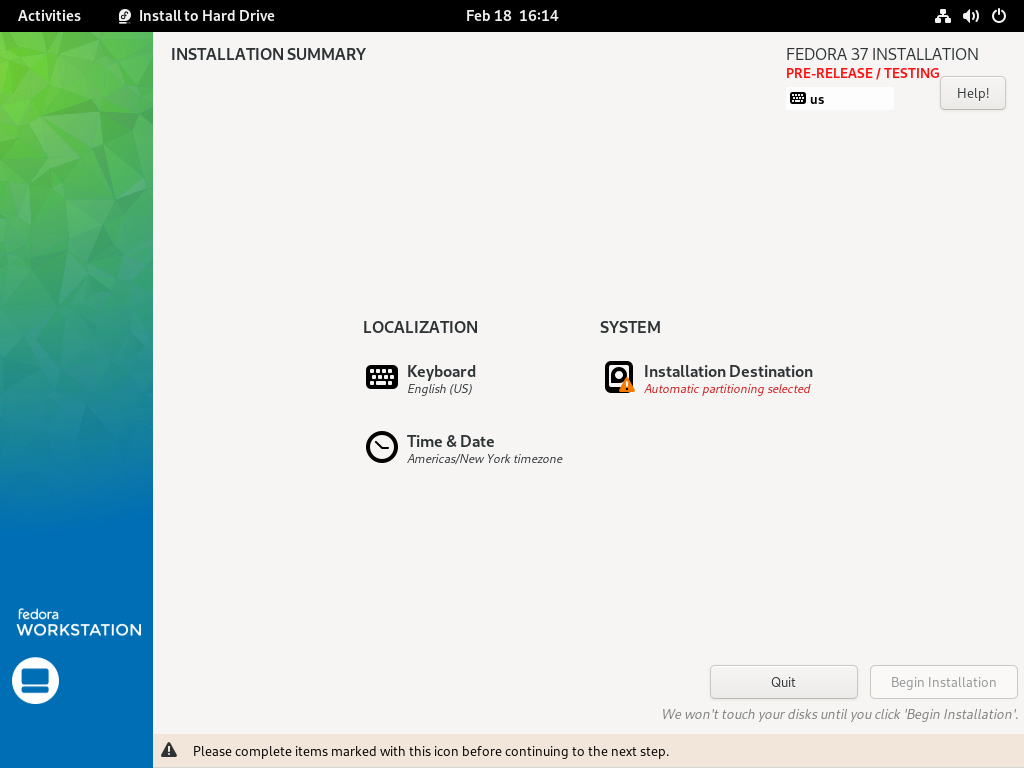 Activities Install to Hard Drive Feb 18 16:14
INSTALLATION SUMMARY
FEDORA 37 INSTALLATION
PRE-RELEASE / TESTING
us
Help!
LOCALIZATION
Keyboard
English (US)
Time & Date
Americas/New York timezone
SYSTEM
Installation Destination
Automatic partitioning selected
fedora
WORKSTATION
Quit
Begin Installation
We won't touch your disks until you click 'Begin Installation'.
Please complete items marked with this icon before continuing to the next step.